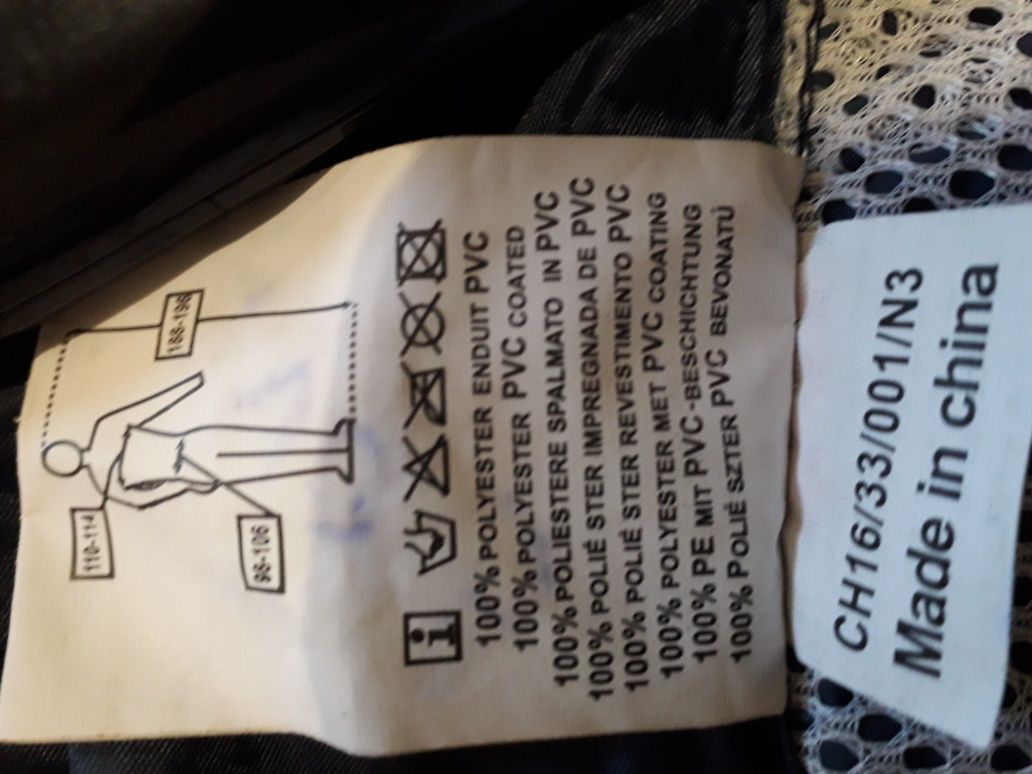 188-196
110-114
98-106
i
100% POLYESTER ENDUIT PVC
100% POLYESTER PVC COATED
100% POLIESTERE SPALMATO IN PVC
100% POLIÉ STER IMPREGNADA DE PVC
100% POLIÉ STER REVESTIMENTO PVC
100% POLYESTER MET PVC COATING
100% PE MIT PVC-BESCHICHTUNG
100% POLIÉ SZTER PVC BEVONATÚ
CH16/33/001/N3
Made in china